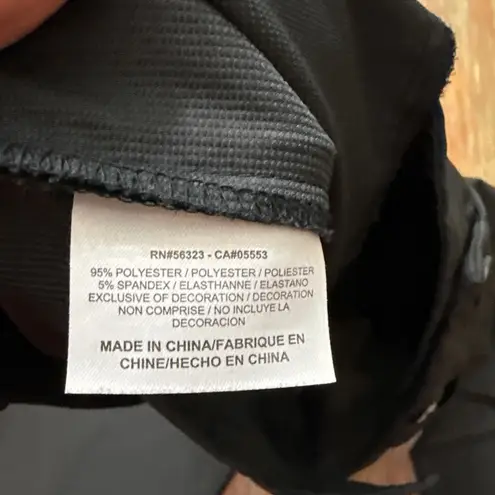 RN#56323 - CA#05553
95% POLYESTER / POLYESTER / POLIESTER
5% SPANDEX / ELASTHANNE / ELASTANO
EXCLUSIVE OF DECORATION / DECORATION
NON COMPRISE / NO INCLUYE LA
DECORACION
MADE IN CHINA/FABRIQUE EN
CHINE/HECHO EN CHINA